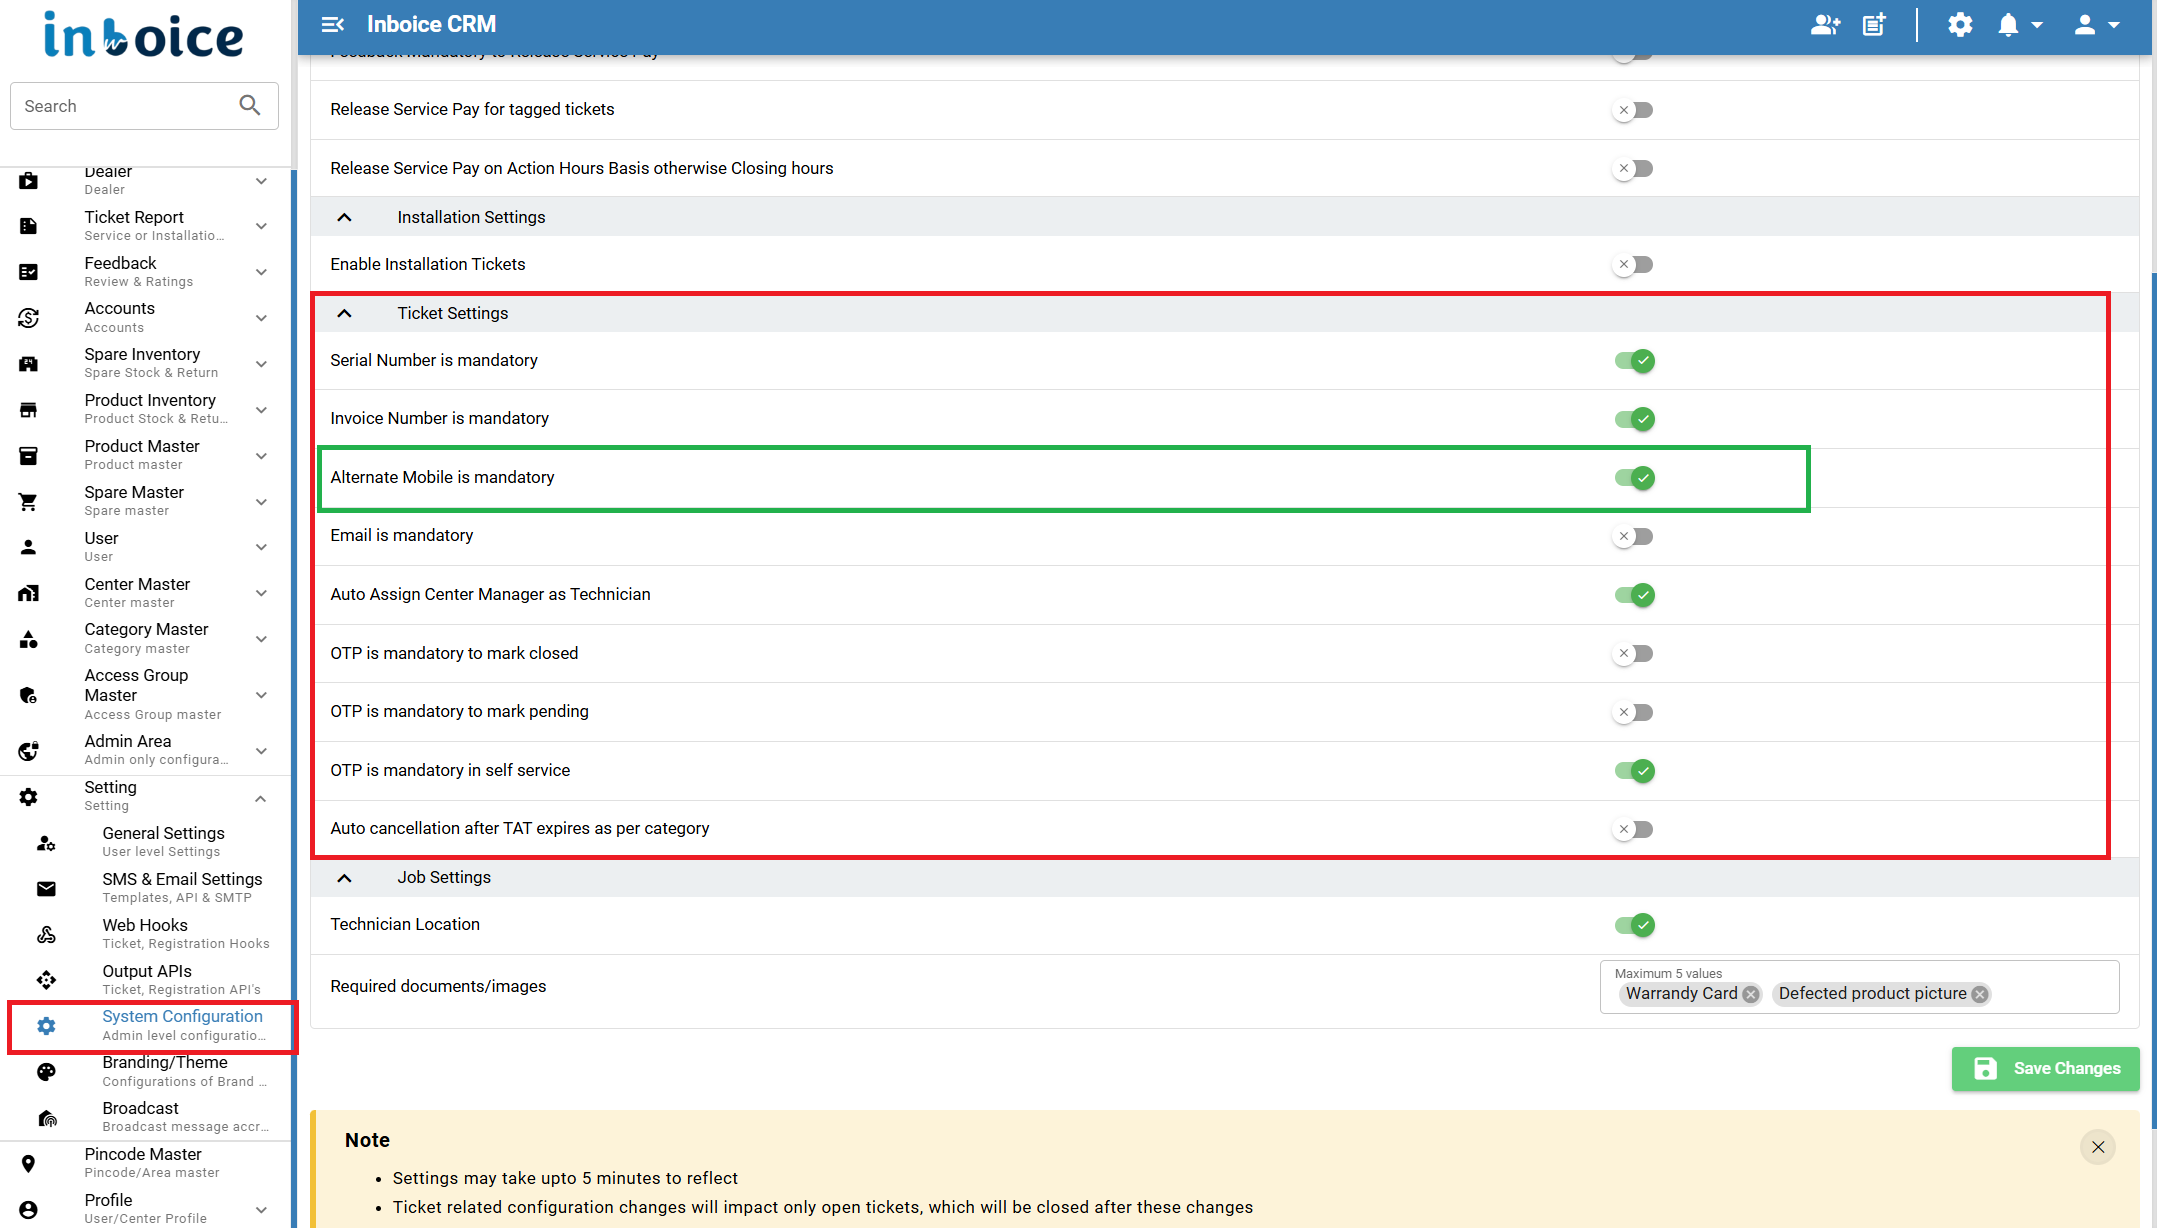 inboice
Inboice CRM
Search
Dealer
Dealer
Ticket Report
Service or Installatio...
Feedback
Review & Ratings
Accounts
Accounts
Spare Inventory
Spare Stock & Return
Product Inventory
Product Stock & Retu...
Product Master
Product master
Spare Master
Spare master
User
User
Center Master
Center master
Category Master
Category master
Access Group
Master
Access Group master
Admin Area
Admin only configura...
Setting
Setting
General Settings
User level Settings
SMS & Email Settings
Templates, API & SMTP
Web Hooks
Ticket, Registration Hooks
Output APIs
Ticket, Registration API's
System Configuration
Admin level configuratio...
Branding/Theme
Configurations of Brand ...
Broadcast
Broadcast message accr...
Pincode Master
Pincode/Area master
Profile
User/Center Profile
Feedback Mandatory to Release Service Pay
Release Service Pay for tagged tickets
Release Service Pay on Action Hours Basis otherwise Closing hours
Installation Settings
Enable Installation Tickets
Ticket Settings
Serial Number is mandatory
Invoice Number is mandatory
Alternate Mobile is mandatory
Email is mandatory
Auto Assign Center Manager as Technician
OTP is mandatory to mark closed
OTP is mandatory to mark pending
OTP is mandatory in self service
Auto cancellation after TAT expires as per category
Job Settings
Technician Location
Required documents/images
Maximum 5 values
Warrandy Card
Defected product picture
Save Changes
Note
• Settings may take upto 5 minutes to reflect
• Ticket related configuration changes will impact only open tickets, which will be closed after these changes